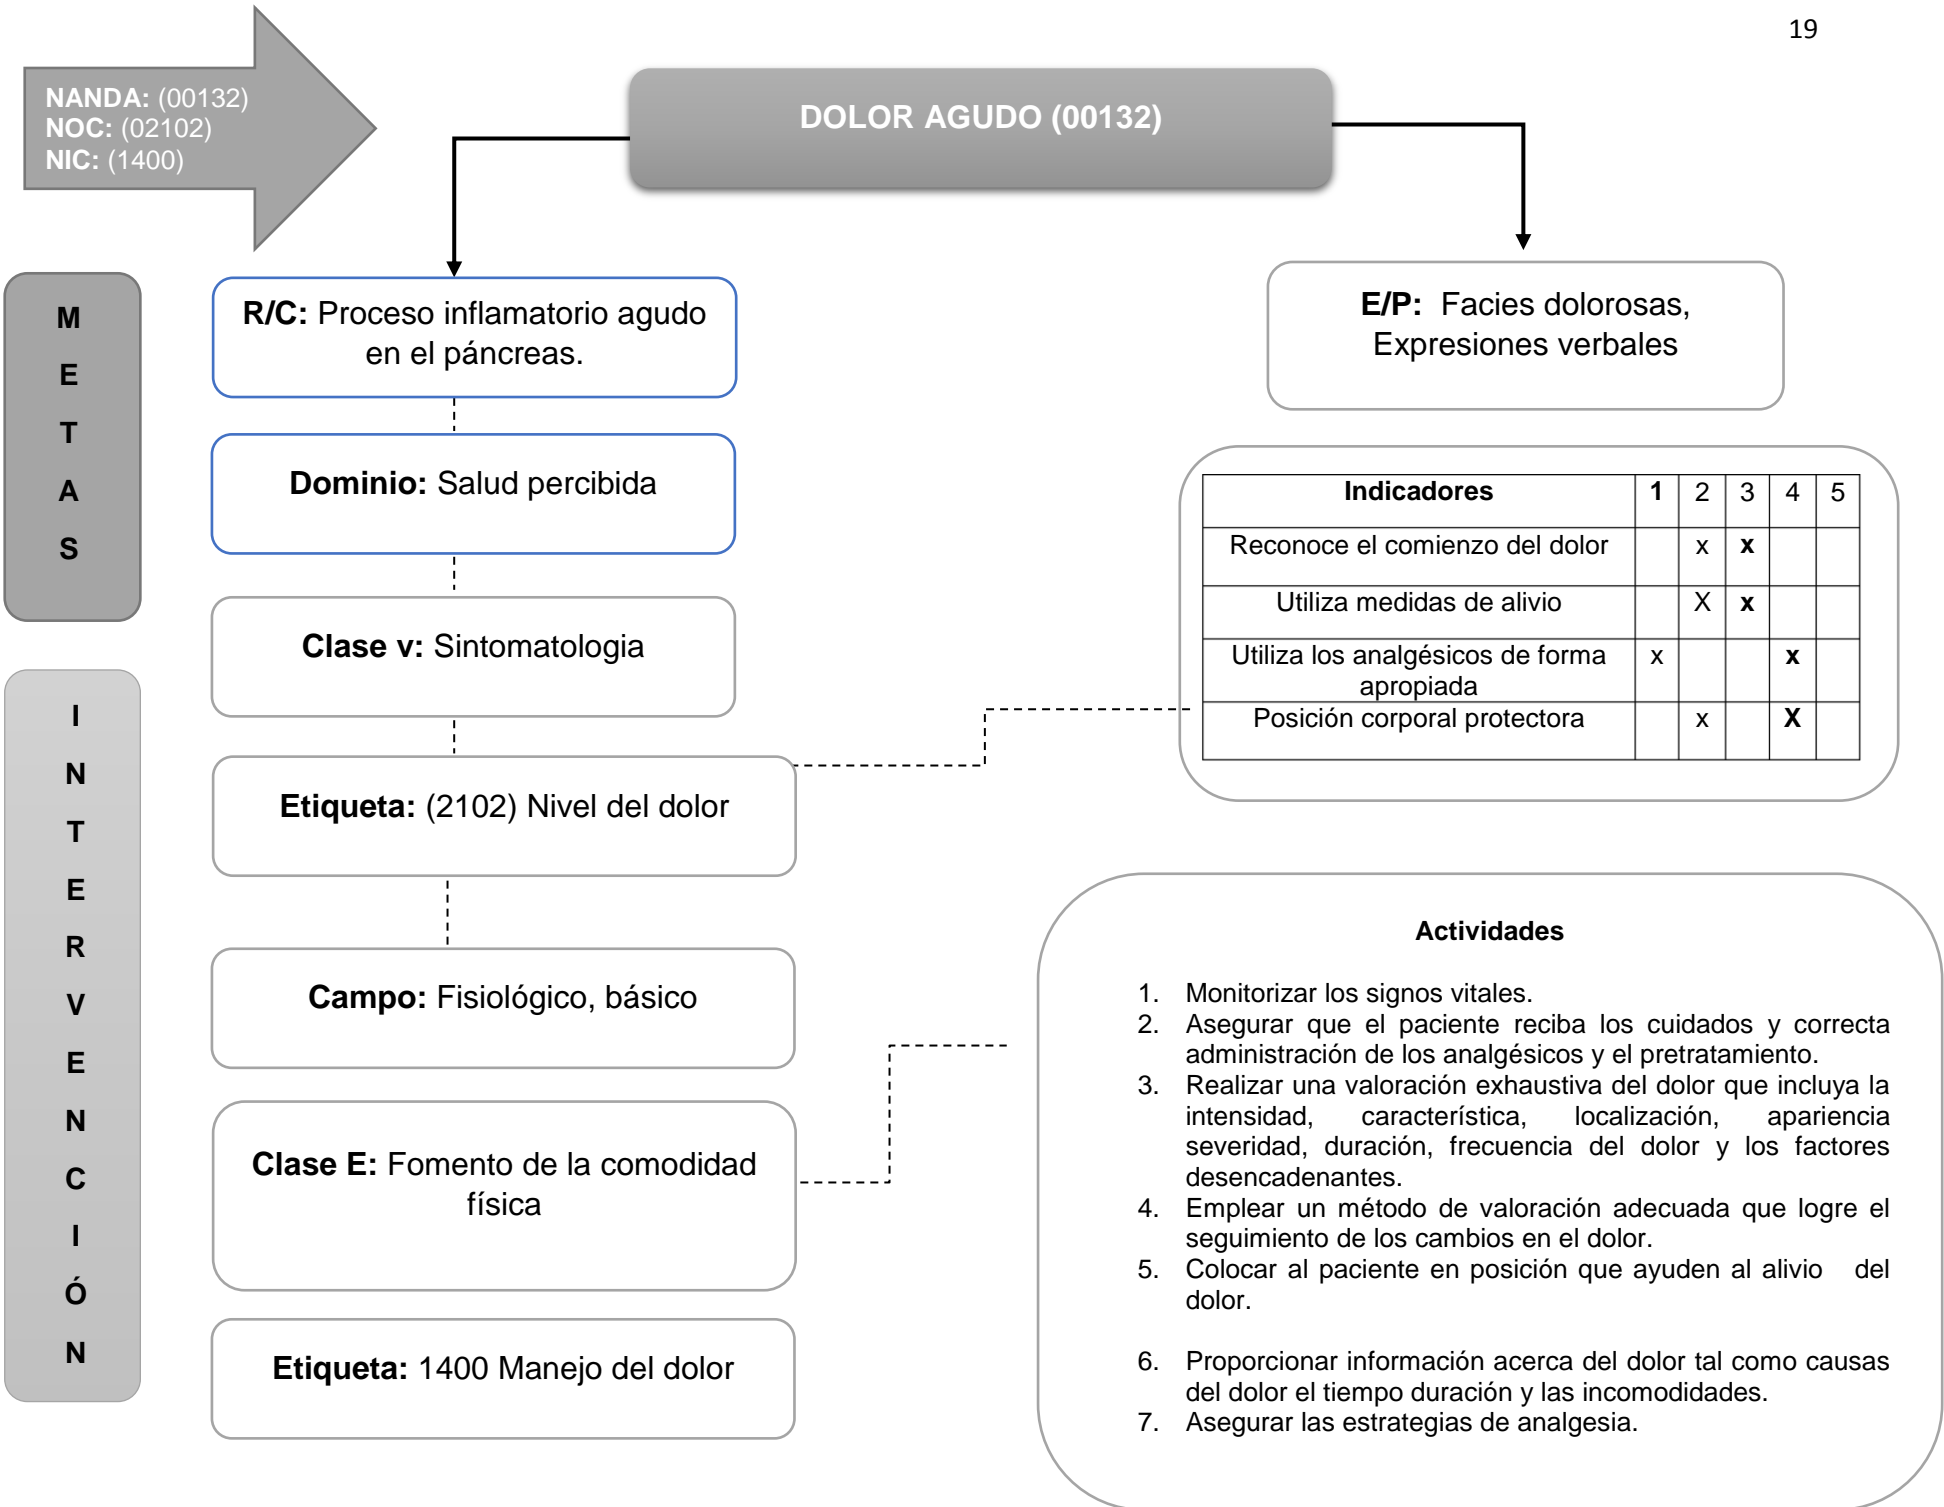 19
NANDA: (00132)
NOC: (02102)
NIC: (1400)
DOLOR AGUDO (00132)
M
E
T
A
S
R/C: Proceso inflamatorio agudo
en el páncreas.
E/P: Facies dolorosas,
Expresiones verbales
Dominio: Salud percibida
Clase v: Sintomatologia
Etiqueta: (2102) Nivel del dolor
Indicadores 1 2 3 4 5
Reconoce el comienzo del dolor x x
Utiliza medidas de alivio X x
Utiliza los analgésicos de forma
apropiada x x
Posición corporal protectora x X
I
N
T
E
R
V
E
N
C
I
Ó
N
Campo: Fisiológico, básico
Clase E: Fomento de la comodidad
física
Etiqueta: 1400 Manejo del dolor
Actividades
1. Monitorizar los signos vitales.
2. Asegurar que el paciente reciba los cuidados y correcta
administración de los analgésicos y el pretratamiento.
3. Realizar una valoración exhaustiva del dolor que incluya la
intensidad, característica, localización, apariencia
severidad, duración, frecuencia del dolor y los factores
desencadenantes.
4. Emplear un método de valoración adecuada que logre el
seguimiento de los cambios en el dolor.
5. Colocar al paciente en posición que ayuden al alivio del
dolor.
6. Proporcionar información acerca del dolor tal como causas
del dolor el tiempo duración y las incomodidades.
7. Asegurar las estrategias de analgesia.